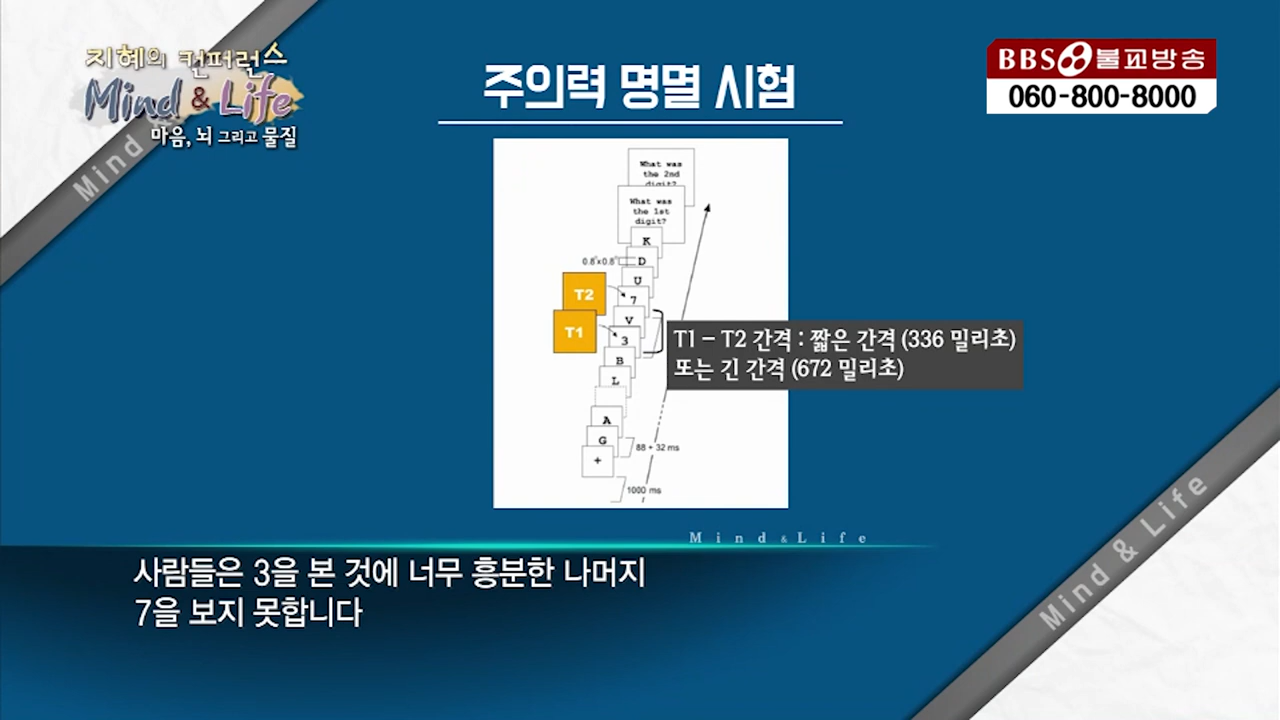 지혜의 컨퍼런스
Mind & Life
마음, 뇌 그리고 물질
BBS 불교방송
060-800-8000
주의력 명멸 시험
What was
the 2nd
digit?
What was
the 1st
digit?
K
0.8°x0.8°
D
U
T2
7
V
T1
3
T1 – T2 간격 : 짧은 간격 (336 밀리초)
또는 긴 간격 (672 밀리초)
B
L
A
G
88 + 32 ms
+
1000 ms
Mind & Life
Mind & Life
Mind & Life
사람들은 3을 본 것에 너무 흥분한 나머지
7을 보지 못합니다